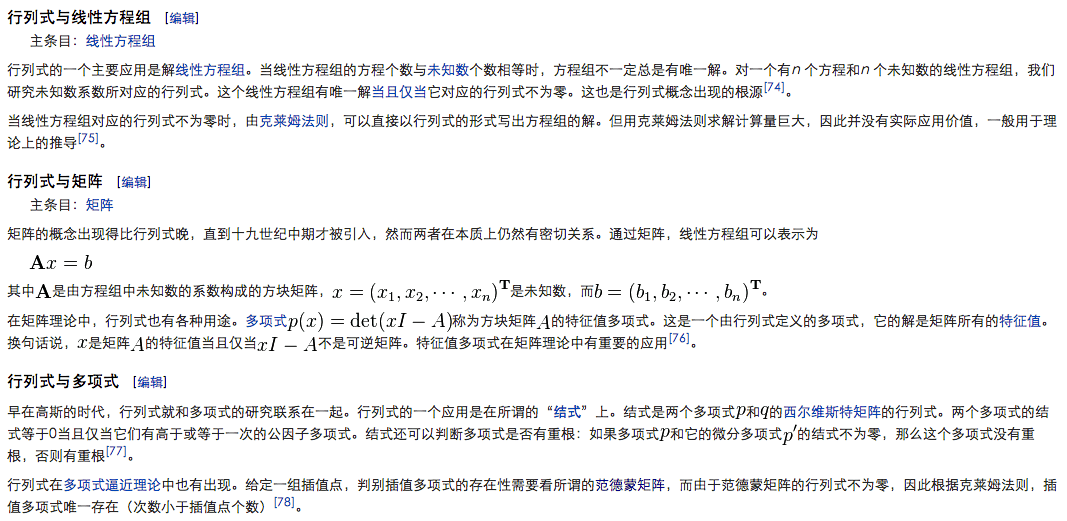 行列式与线性方程组 [编辑]
主条目：线性方程组
行列式的一个主要应用是解线性方程组。当线性方程组的方程个数与未知数个数相等时，方程组不一定总是有唯一解。对一个有n 个方程和n 个未知数的线性方程组，我们
研究未知数系数所对应的行列式。这个线性方程组有唯一解当且仅当它对应的行列式不为零。这也是行列式概念出现的根源[74]。
当线性方程组对应的行列式不为零时，由克莱姆法则，可以直接以行列式的形式写出方程组的解。但用克莱姆法则求解计算量巨大，因此并没有实际应用价值，一般用于理
论上的推导[75]。
行列式与矩阵 [编辑]
主条目：矩阵
矩阵的概念出现得比行列式晚，直到十九世纪中期才被引入，然而两者在本质上仍然有密切关系。通过矩阵，线性方程组可以表示为
Ax = b
其中A是由方程组中未知数的系数构成的方块矩阵，x = (x₁, x₂, ⋯ , xₙ)ᵀ是未知数，而b = (b₁, b₂, ⋯ , bₙ)ᵀ。
在矩阵理论中，行列式也有各种用途。多项式p(x) = det(xI − A)称为方块矩阵A的特征值多项式。这是一个由行列式定义的多项式，它的解是矩阵所有的特征值。
换句话说，x是矩阵A的特征值当且仅当xI − A不是可逆矩阵。特征值多项式在矩阵理论中有重要的应用[76]。
行列式与多项式 [编辑]
早在高斯的时代，行列式就和多项式的研究联系在一起。行列式的一个应用是在所谓的“结式”上。结式是两个多项式p和q的西尔维斯特矩阵的行列式。两个多项式的结
式等于0当且仅当它们有高于或等于一次的公因子多项式。结式还可以判断多项式是否有重根：如果多项式p和它的微分多项式p′的结式不为零，那么这个多项式没有重
根，否则有重根[77]。
行列式在多项式逼近理论中也有出现。给定一组插值点，判别插值多项式的存在性需要看所谓的范德蒙矩阵，而由于范德蒙矩阵的行列式不为零，因此根据克莱姆法则，插
值多项式唯一存在（次数小于插值点个数）[78]。